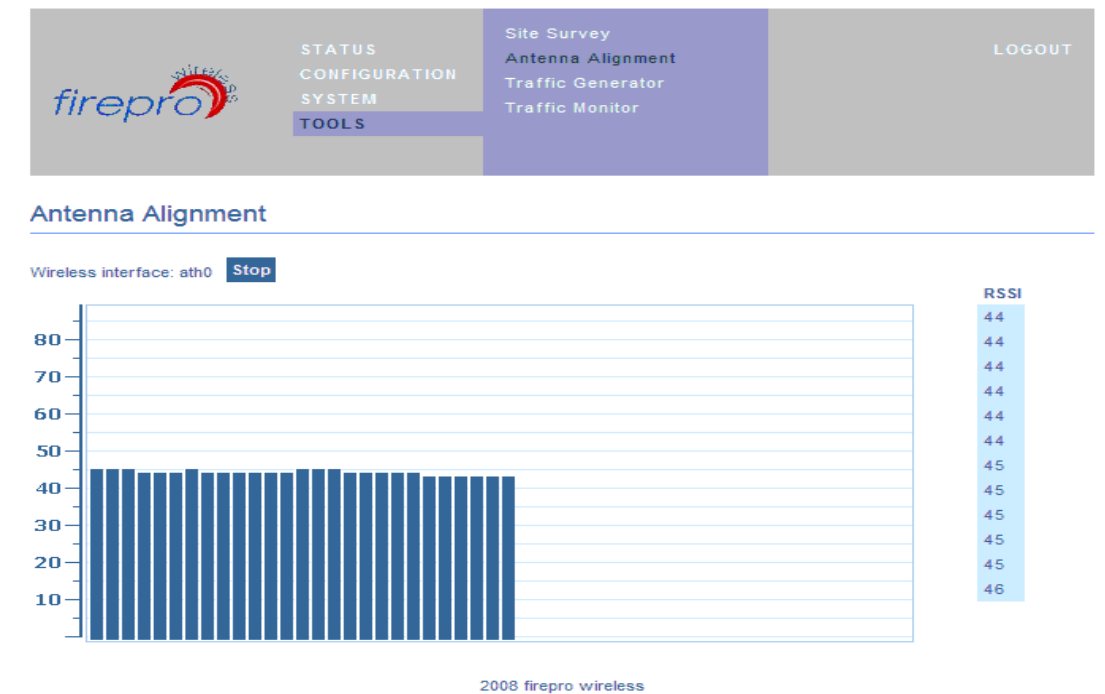 wireless
firepro
STATUS
CONFIGURATION
SYSTEM
TOOLS
Site Survey
Antenna Alignment
Traffic Generator
Traffic Monitor
LOGOUT
Antenna Alignment
Wireless interface: ath0 Stop
80
70
60
50
40
30
20
10
RSSI
44
44
44
44
44
44
45
45
45
45
45
46
2008 firepro wireless